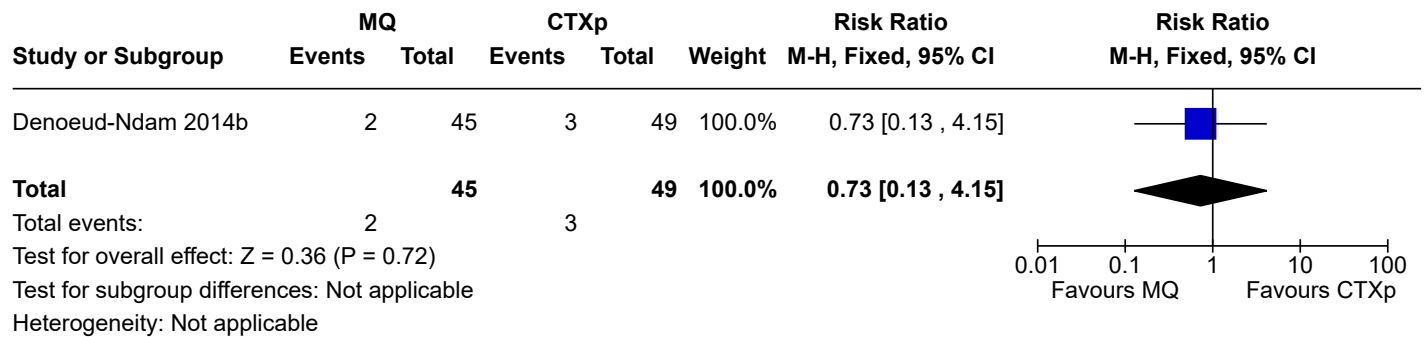 MQ CTXp Risk Ratio Risk Ratio
Study or Subgroup Events Total Events Total Weight M-H, Fixed, 95% CI M-H, Fixed, 95% CI
Denoeud-Ndam 2014b 2 45 3 49 100.0% 0.73 [0.13 , 4.15]
Total 45 49 100.0% 0.73 [0.13 , 4.15]
Total events: 2 3
Test for overall effect: Z = 0.36 (P = 0.72)
Test for subgroup differences: Not applicable
Heterogeneity: Not applicable
0.01 0.1 1 10 100
Favours MQ Favours CTXp